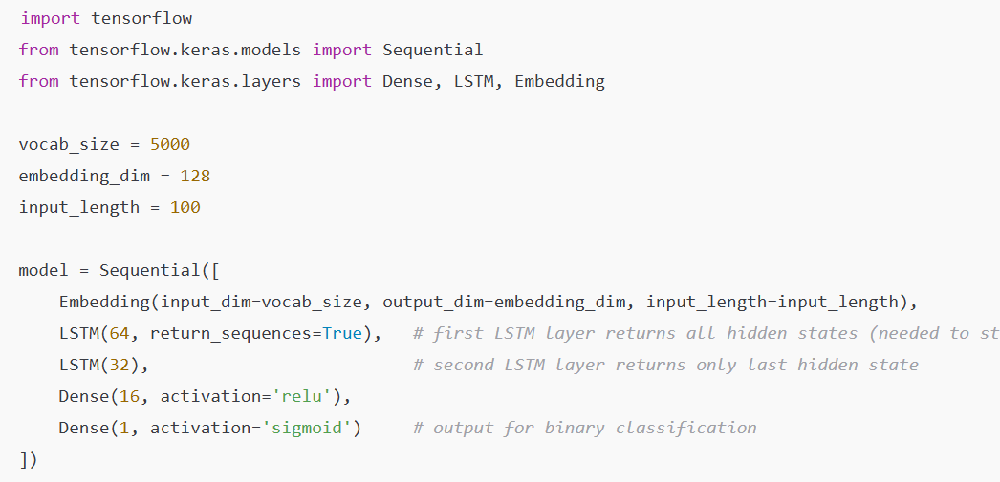 import tensorflow
from tensorflow.keras.models import Sequential
from tensorflow.keras.layers import Dense, LSTM, Embedding
vocab_size = 5000
embedding_dim = 128
input_length = 100
model = Sequential([
    Embedding(input_dim=vocab_size, output_dim=embedding_dim, input_length=input_length),
    LSTM(64, return_sequences=True),   # first LSTM layer returns all hidden states (needed to st
    LSTM(32),                          # second LSTM layer returns only last hidden state
    Dense(16, activation='relu'),
    Dense(1, activation='sigmoid')     # output for binary classification
])